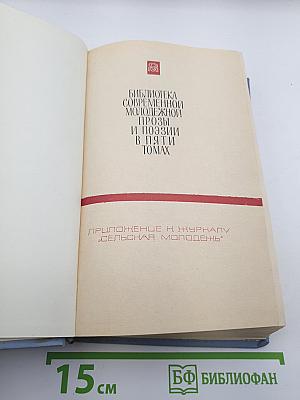 БИБЛИОТЕКА
СОВРЕМЕННОЙ
МОЛОДЕЖНОЙ
ПРОЗЫ
И ПОЭЗИИ
В ПЯТИ
ТОМАХ
ПРИЛОЖЕНИЕ К ЖУРНАЛУ
„СЕЛЬСКАЯ МОЛОДЕЖЬ"
15 см
БФ БИБЛИОФАН